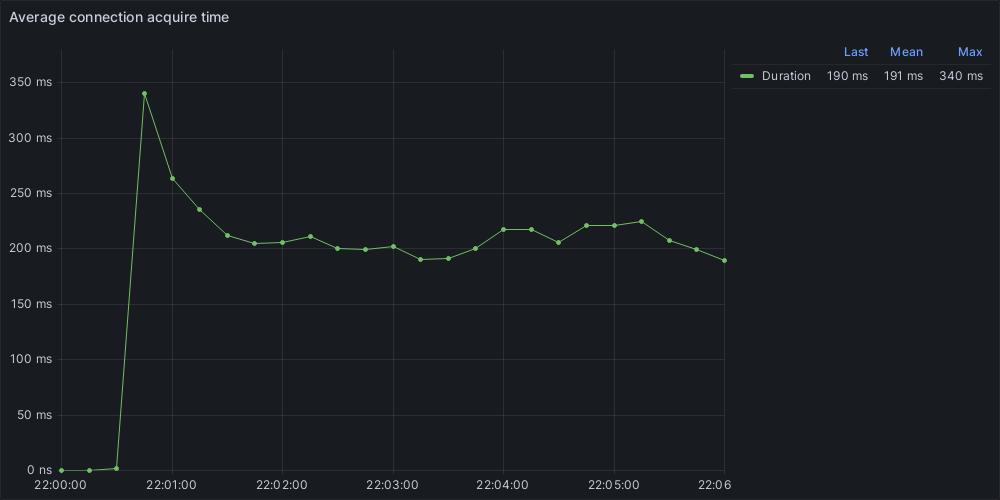 Average connection acquire time
Last Mean Max
Duration 190 ms 191 ms 340 ms
350 ms
300 ms
250 ms
200 ms
150 ms
100 ms
50 ms
0 ns
22:00:00 22:01:00 22:02:00 22:03:00 22:04:00 22:05:00 22:06